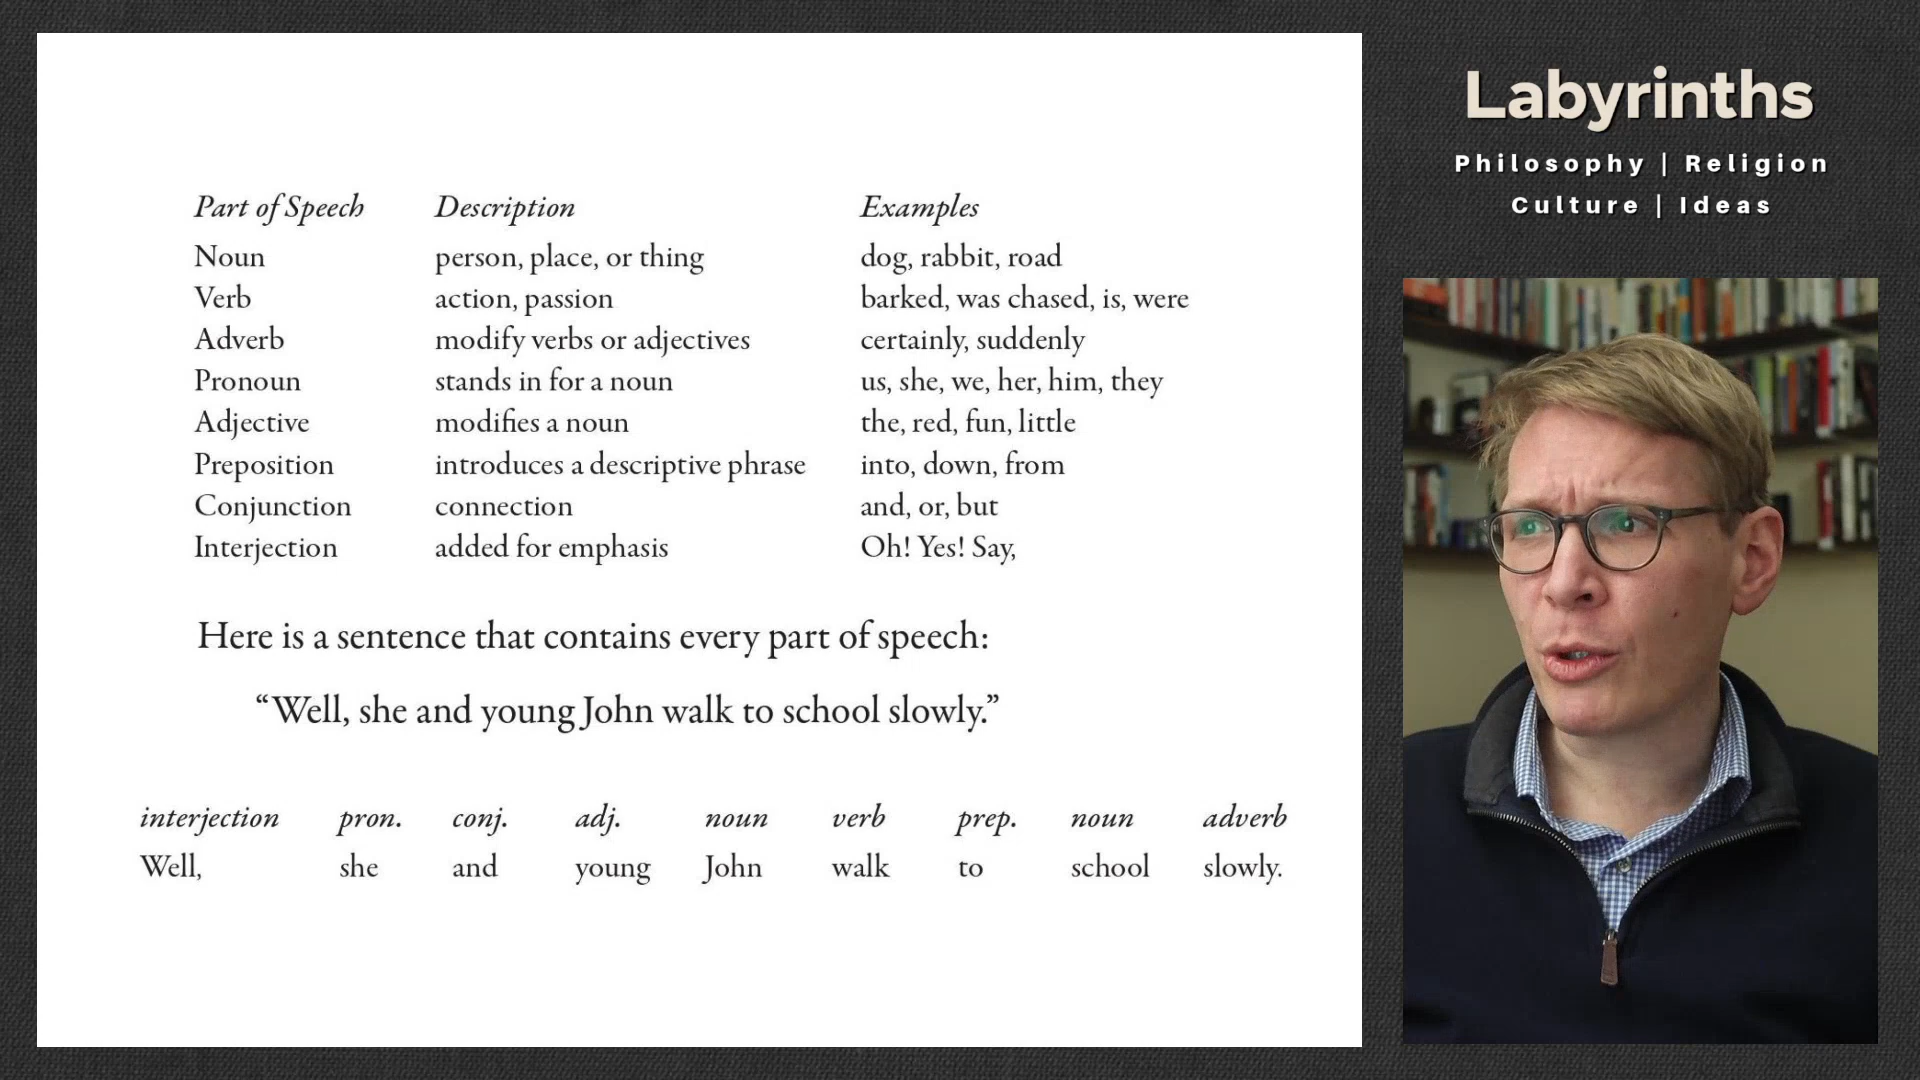 Part of Speech Description Examples
Noun person, place, or thing dog, rabbit, road
Verb action, passion barked, was chased, is, were
Adverb modify verbs or adjectives certainly, suddenly
Pronoun stands in for a noun us, she, we, her, him, they
Adjective modifies a noun the, red, fun, little
Preposition introduces a descriptive phrase into, down, from
Conjunction connection and, or, but
Interjection added for emphasis Oh! Yes! Say,
Here is a sentence that contains every part of speech:
“Well, she and young John walk to school slowly.”
interjection pron. conj. adj. noun verb prep. noun adverb
Well, she and young John walk to school slowly.
Labyrinths
Philosophy | Religion
Culture | Ideas